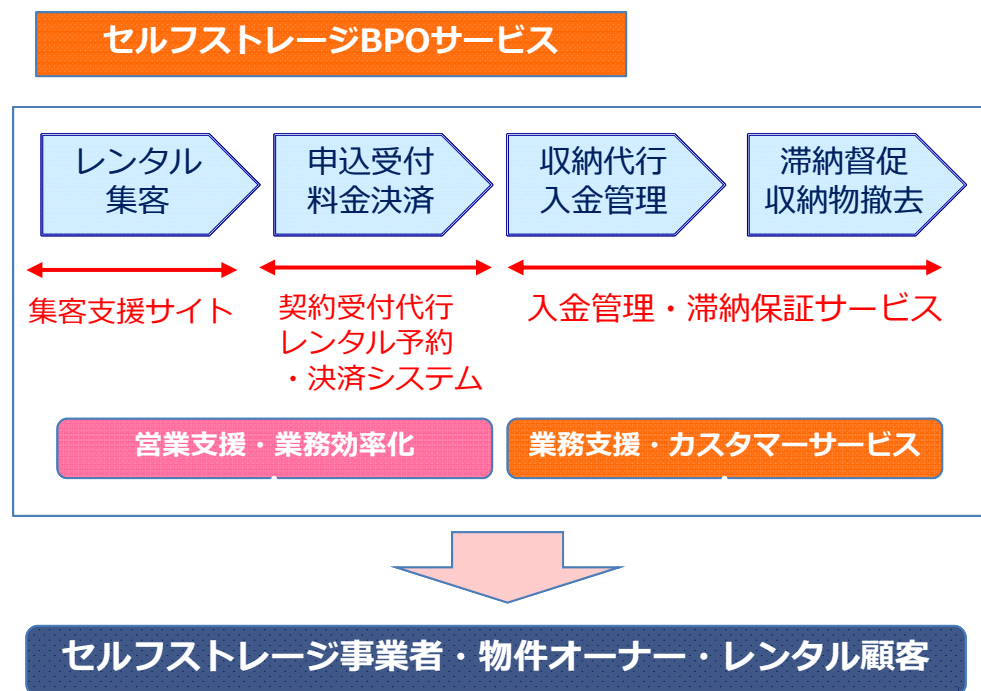 セルフストレージBPOサービス
レンタル
集客
申込受付
料金決済
収納代行
入金管理
滞納督促
収納物撤去
集客支援サイト
契約受付代行
レンタル予約
・決済システム
入金管理・滞納保証サービス
営業支援・業務効率化
業務支援・カスタマーサービス
セルフストレージ事業者・物件オーナー・レンタル顧客